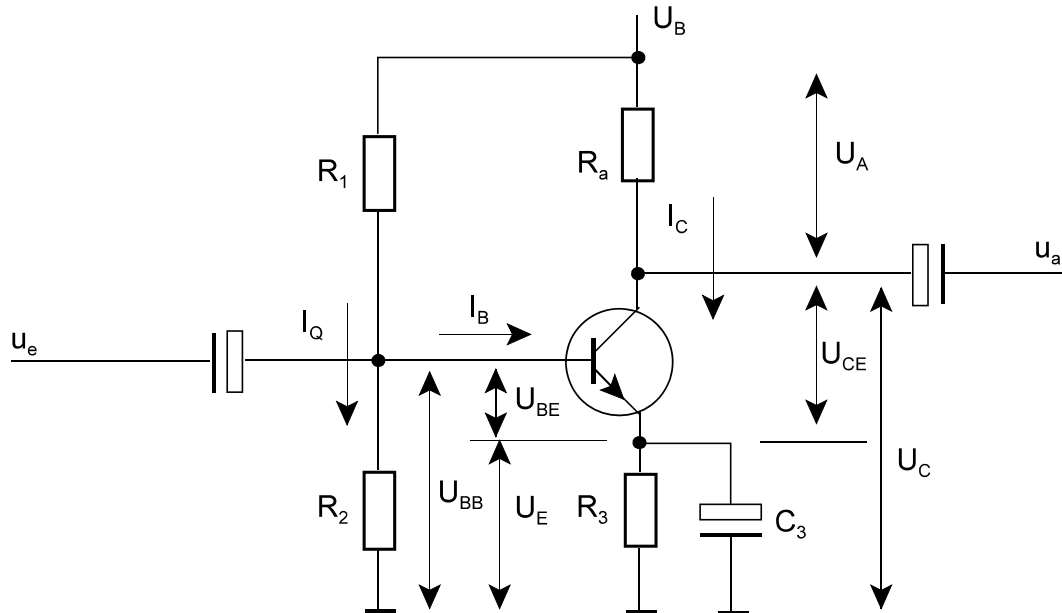 U_B
R_1
R_a
U_A
I_C
u_a
I_Q
I_B
u_e
U_CE
U_BE
U_C
U_BB
R_2
U_E
R_3
C_3